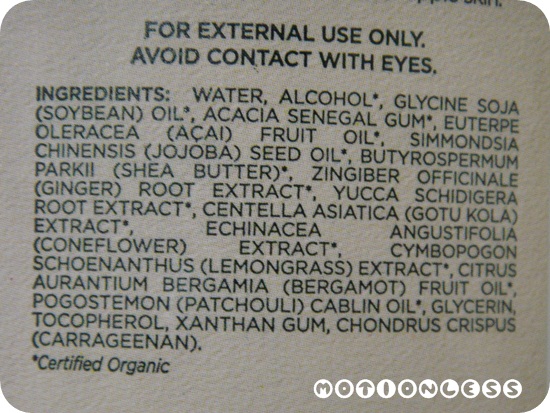 skin.
FOR EXTERNAL USE ONLY.
AVOID CONTACT WITH EYES.
INGREDIENTS: WATER, ALCOHOL*, GLYCINE SOJA
(SOYBEAN) OIL*, ACACIA SENEGAL GUM*, EUTERPE
OLERACEA (AÇAI) FRUIT OIL*, SIMMONDSIA
CHINENSIS (JOJOBA) SEED OIL*, BUTYROSPERMUM
PARKII (SHEA BUTTER)*, ZINGIBER OFFICINALE
(GINGER) ROOT EXTRACT*, YUCCA SCHIDIGERA
ROOT EXTRACT*, CENTELLA ASIATICA (GOTU KOLA)
EXTRACT*, ECHINACEA ANGUSTIFOLIA
(CONEFLOWER) EXTRACT*, CYMBOPOGON
SCHOENANTHUS (LEMONGRASS) EXTRACT*, CITRUS
AURANTIUM BERGAMIA (BERGAMOT) FRUIT OIL*,
POGOSTEMON (PATCHOULI) CABLIN OIL*, GLYCERIN,
TOCOPHEROL, XANTHAN GUM, CHONDRUS CRISPUS
(CARRAGEENAN).
*Certified Organic
MOTIONLESS